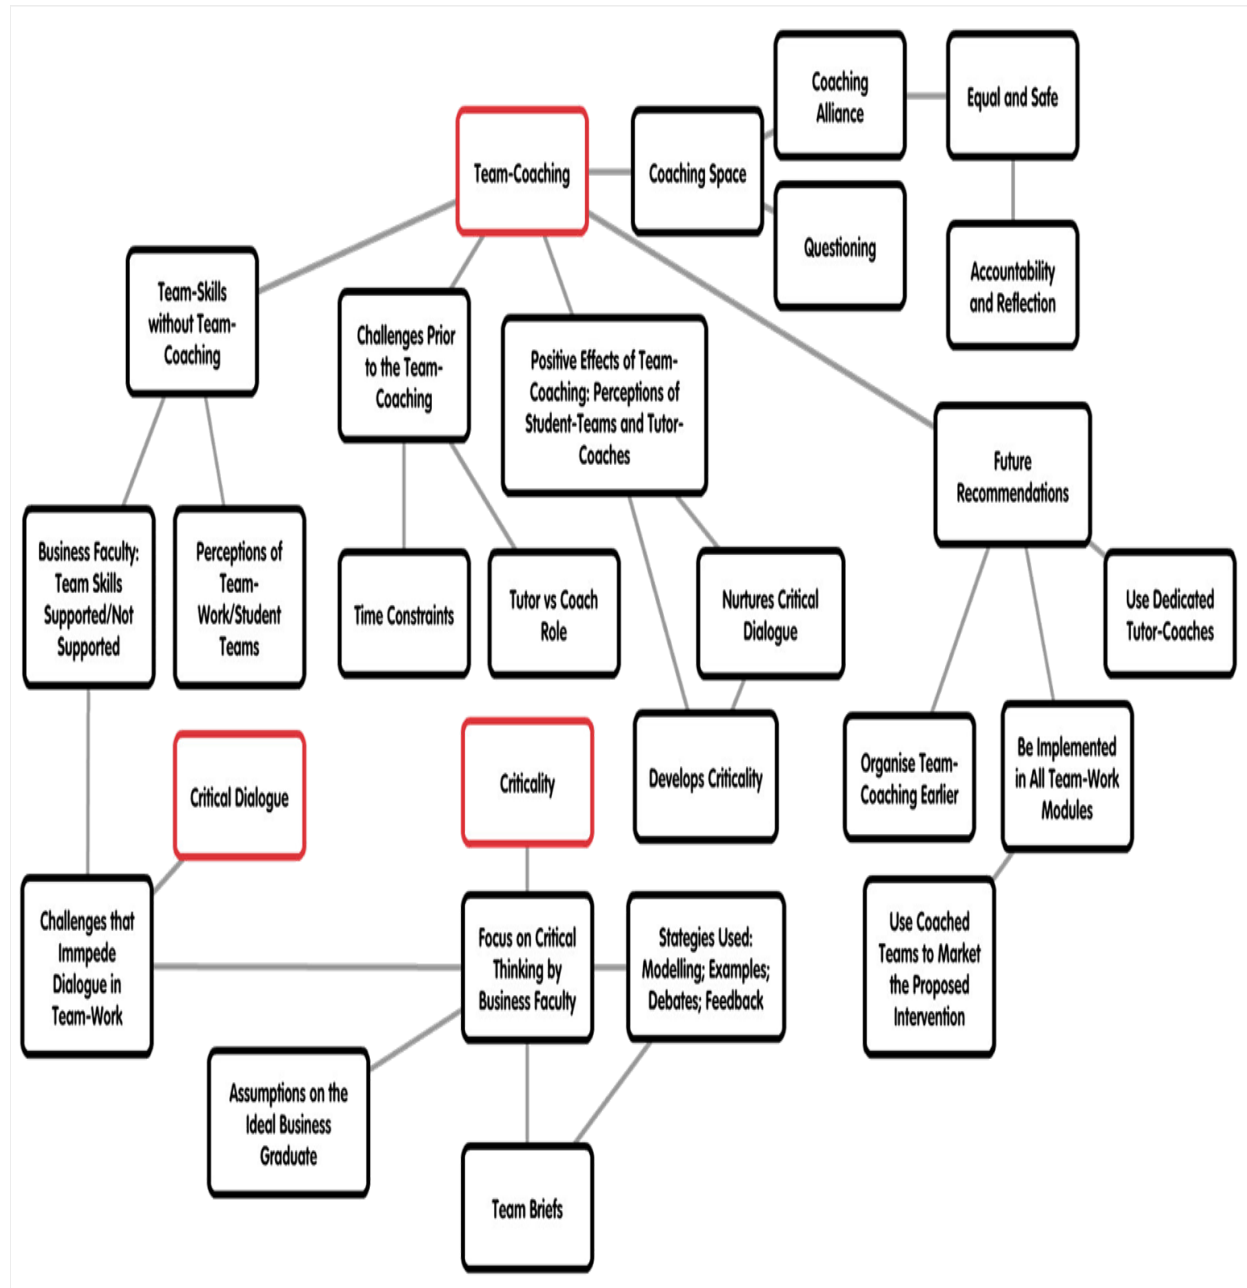 Coaching
Alliance
Equal and Safe
Team-Coaching
Coaching Space
Questioning
Accountability
and Reflection
Team-Skills
without Team-
Coaching
Challenges Prior
to the Team-
Coaching
Positive Effects of Team-
Coaching: Perceptions of
Student-Teams and Tutor-
Coaches
Future
Recommendations
Business Faculty:
Team Skills
Supported/Not
Supported
Perceptions of
Team-
Work/Student
Teams
Time Constraints
Tutor vs Coach
Role
Nurtures Critical
Dialogue
Use Dedicated
Tutor-Coaches
Critical Dialogue
Criticality
Develops Criticality
Organise Team-
Coaching Earlier
Be Implemented
in All Team-Work
Modules
Challenges that
Immpede
Dialogue in
Team-Work
Focus on Critical
Thinking by
Business Faculty
Stategies Used:
Modelling; Examples;
Debates; Feedback
Use Coached
Teams to Market
the Proposed
Intervention
Assumptions on the
Ideal Business
Graduate
Team Briefs